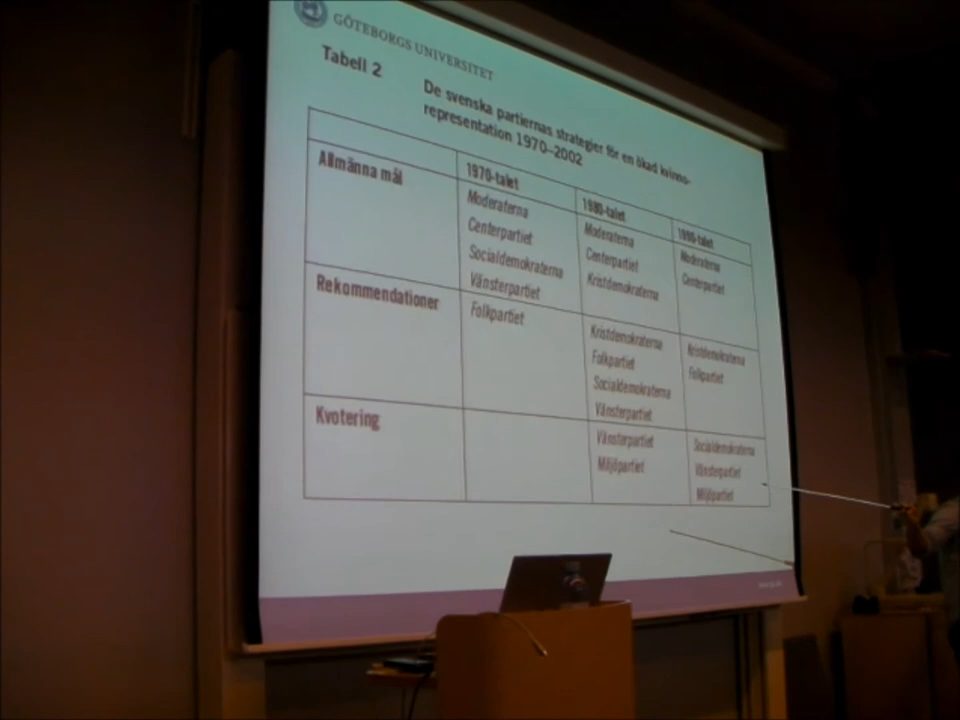 GÖTEBORGS UNIVERSITET
Tabell 2
De svenska partiernas strategier för en ökad kvinno-
representation 1970–2002
1970-talet
1980-talet
1990-talet
Allmänna mål
Moderaterna
Centerpartiet
Socialdemokraterna
Vänsterpartiet
Moderaterna
Centerpartiet
Kristdemokraterna
Moderaterna
Centerpartiet
Rekommendationer
Folkpartiet
Kristdemokraterna
Folkpartiet
Socialdemokraterna
Vänsterpartiet
Kristdemokraterna
Folkpartiet
Kvotering
Vänsterpartiet
Miljöpartiet
Socialdemokraterna
Vänsterpartiet
Miljöpartiet